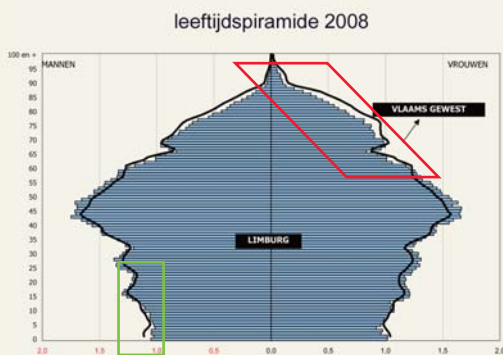 leeftijdspiramide 2008
100 en +
MANNEN
VROUWEN
95
90
85
80
VLAAMS GEWEST
75
70
65
60
55
50
45
40
35
LIMBURG
30
25
20
15
10
5
0
2,0 1,5 1,0 0,5 0,0 0,5 1,0 1,5 2,0